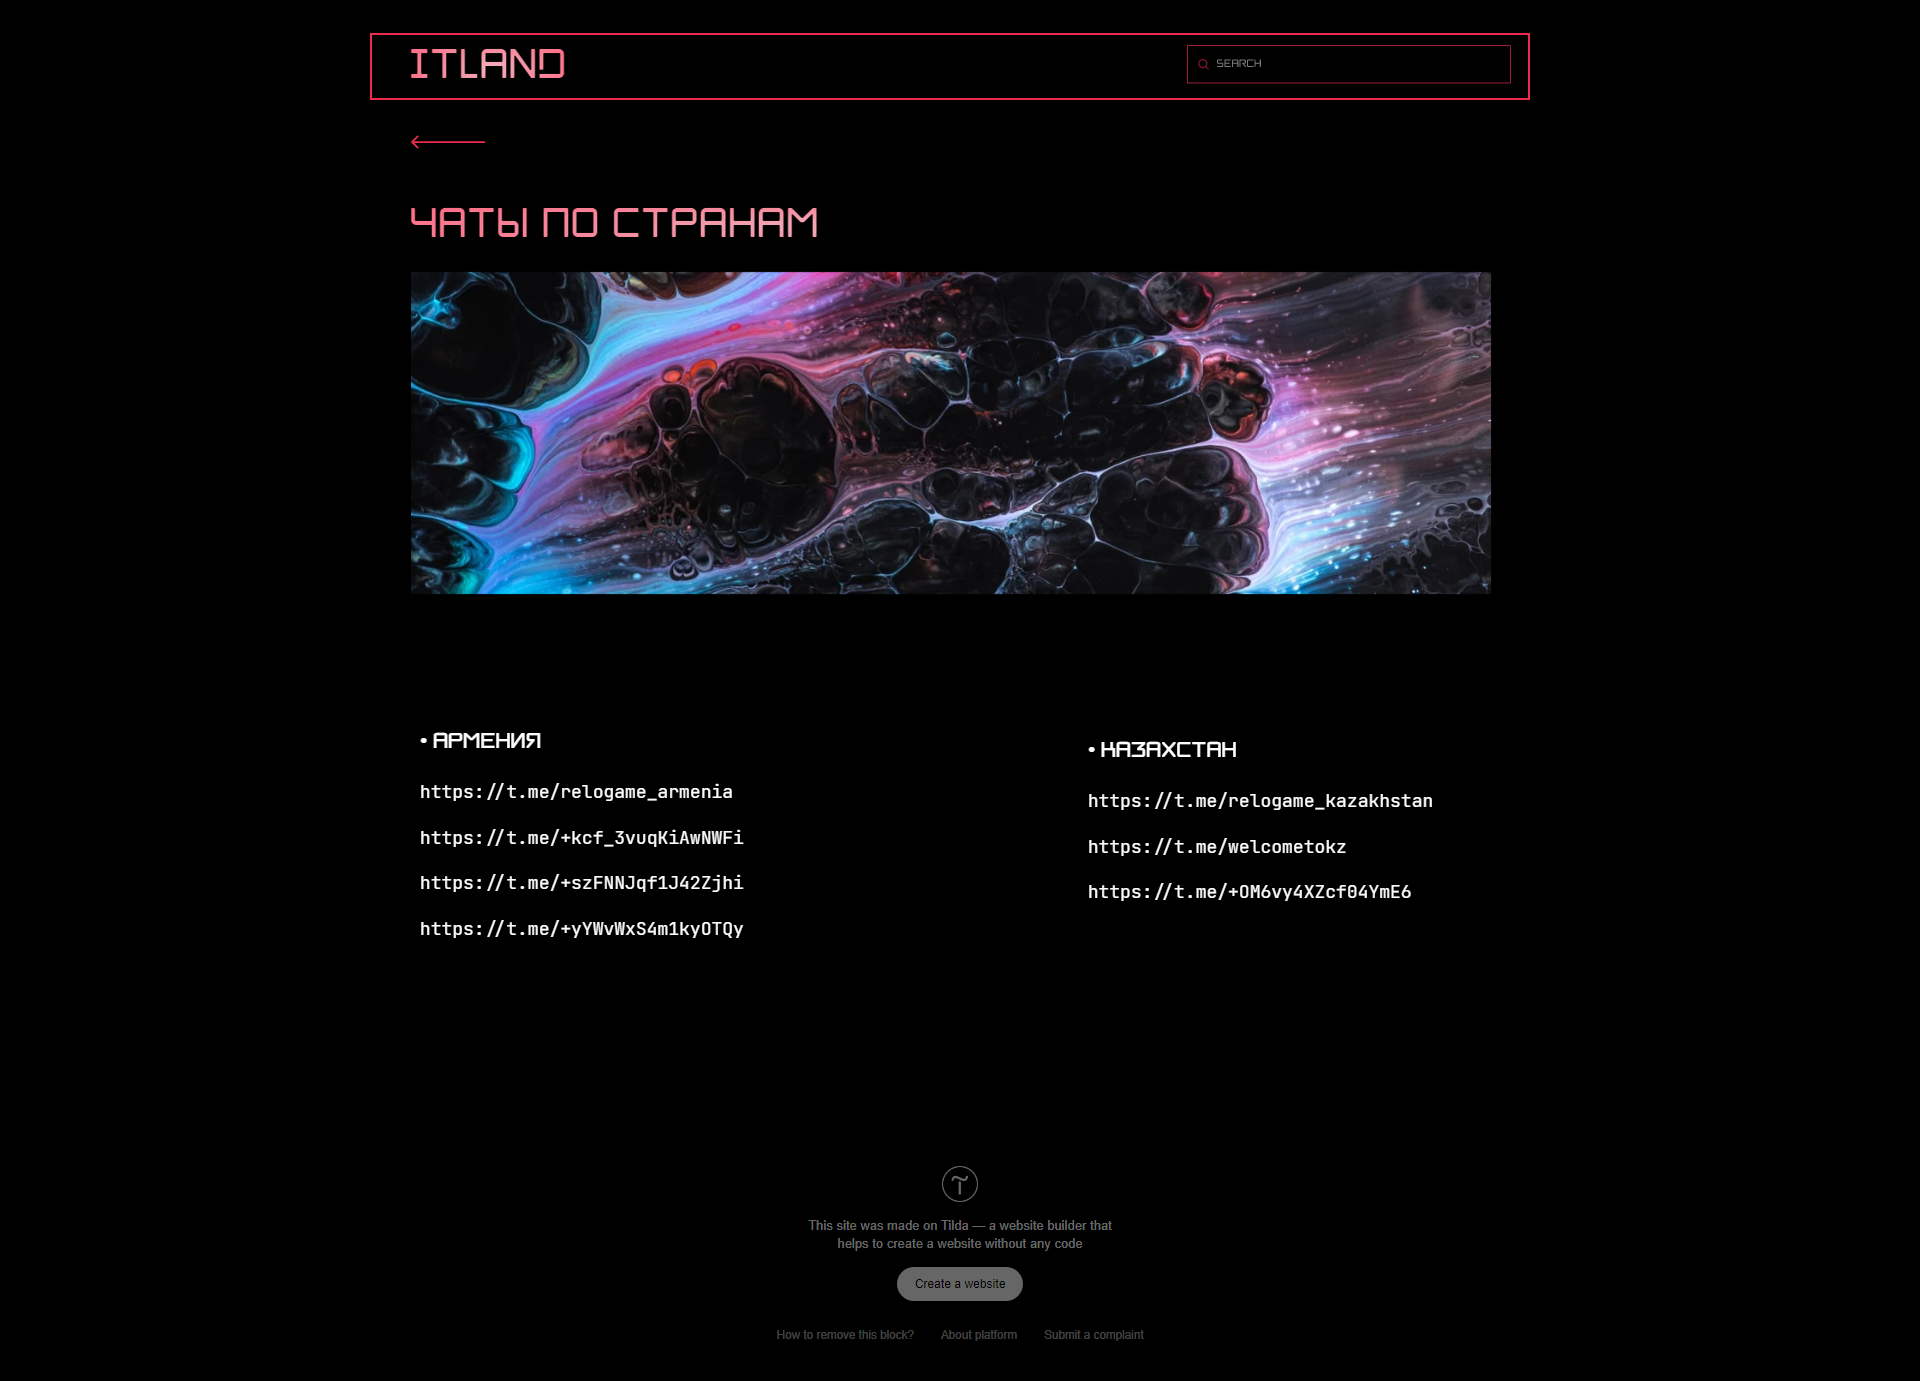 ITLAND
SEARCH
ЧАТЫ ПО СТРАНАМ
• АРМЕНИЯ
https://t.me/relogame_armenia
https://t.me/+kcf_3vuqKiAwNWFi
https://t.me/+szFNNJqf1J42Zjhi
https://t.me/+yYWvWxS4m1kyOTQy
• КАЗАХСТАН
https://t.me/relogame_kazakhstan
https://t.me/welcometokz
https://t.me/+OM6vy4XZcf04YmE6
This site was made on Tilda — a website builder that
helps to create a website without any code
Create a website
How to remove this block?
About platform
Submit a complaint